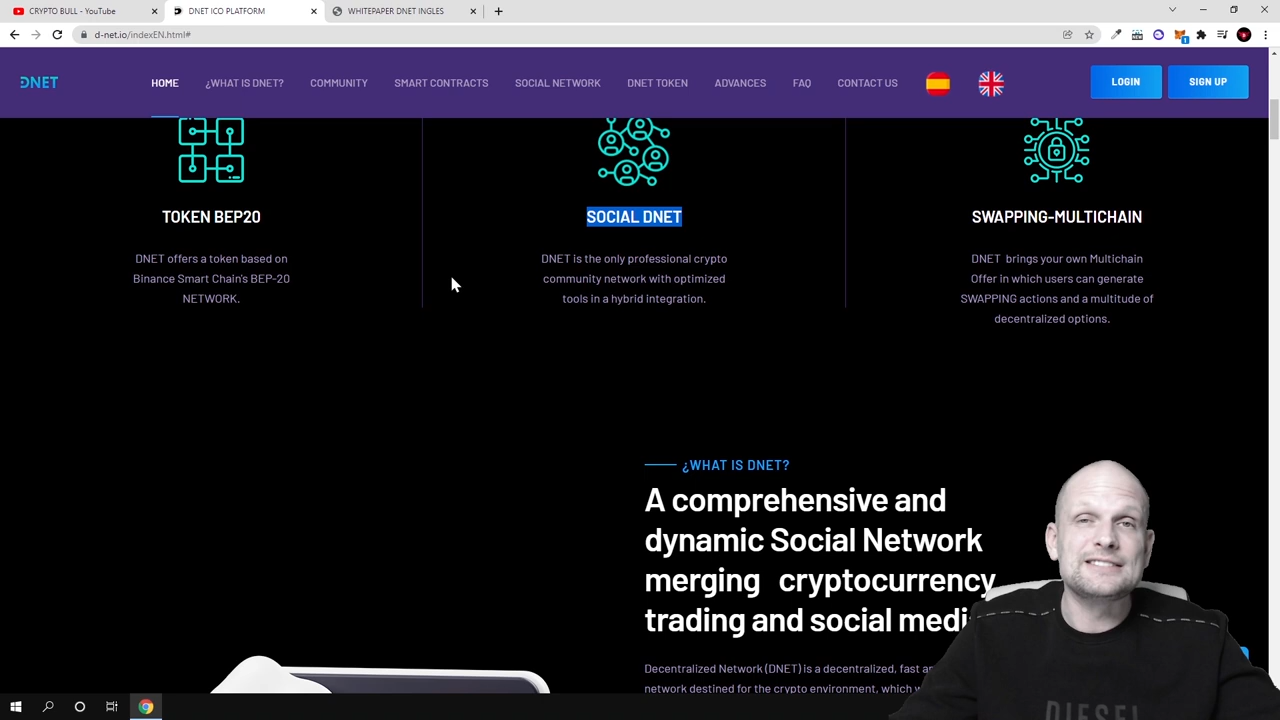 CRYPTO BULL - YouTube
DNET ICO PLATFORM
WHITEPAPER DNET INGLES
d-net.io/indexEN.html#
1
DNET
HOME
¿WHAT IS DNET?
COMMUNITY
SMART CONTRACTS
SOCIAL NETWORK
DNET TOKEN
ADVANCES
FAQ
CONTACT US
LOGIN
SIGN UP
TOKEN BEP20
DNET offers a token based on
Binance Smart Chain's BEP-20
NETWORK.
SOCIAL DNET
DNET is the only professional crypto
community network with optimized
tools in a hybrid integration.
SWAPPING-MULTICHAIN
DNET brings your own Multichain
Offer in which users can generate
SWAPPING actions and a multitude of
decentralized options.
¿WHAT IS DNET?
A comprehensive and
dynamic Social Network
merging cryptocurrency
trading and social
Decentralized Network (DNET) is a decentralized, fast
network destined for the crypto environment, which
DIESEL